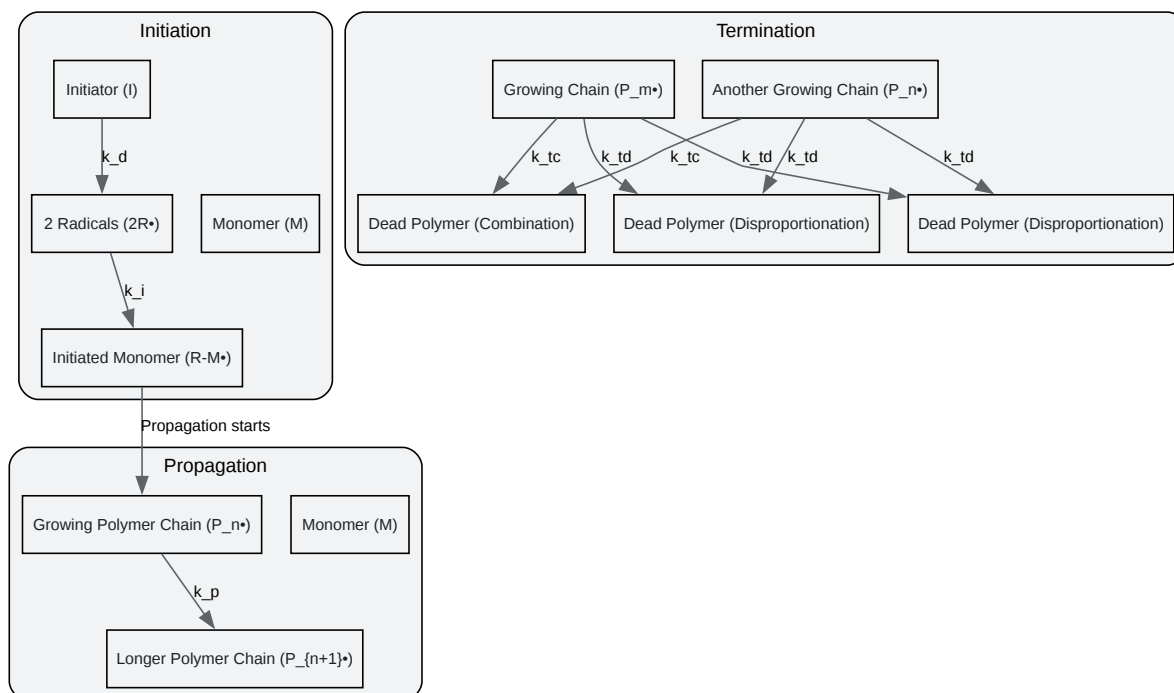 Initiation
Initiator (I)
k_d
2 Radicals (2R•)
Monomer (M)
k_i
Initiated Monomer (R-M•)
Propagation starts
Propagation
Growing Polymer Chain (P_n•)
Monomer (M)
k_p
Longer Polymer Chain (P_{n+1}•)
Termination
Growing Chain (P_m•)
Another Growing Chain (P_n•)
k_tc
k_td
k_tc
k_td
k_td
k_td
Dead Polymer (Combination)
Dead Polymer (Disproportionation)
Dead Polymer (Disproportionation)